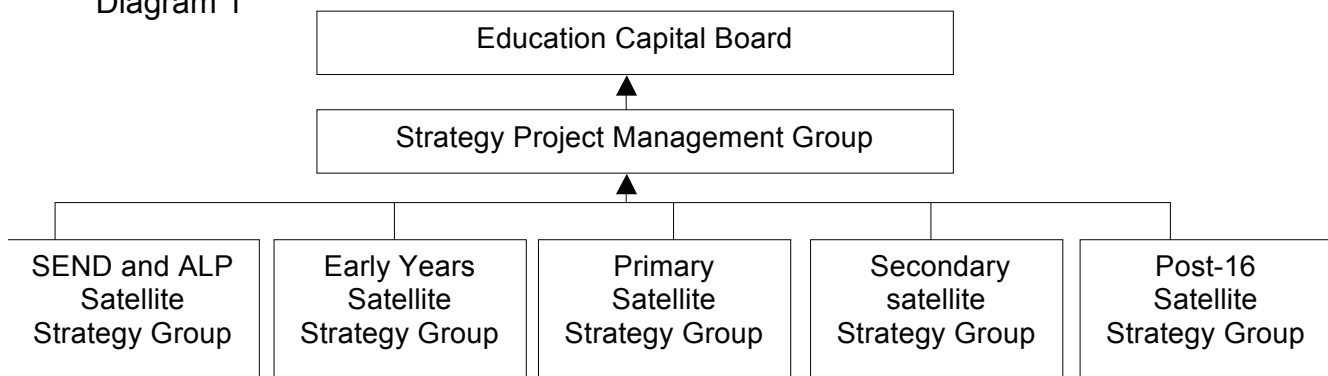 Diagram 1
Education Capital Board
Strategy Project Management Group
SEND and ALP
Satellite
Strategy Group
Early Years
Satellite
Strategy Group
Primary
Satellite
Strategy Group
Secondary
satellite
Strategy Group
Post-16
Satellite
Strategy Group